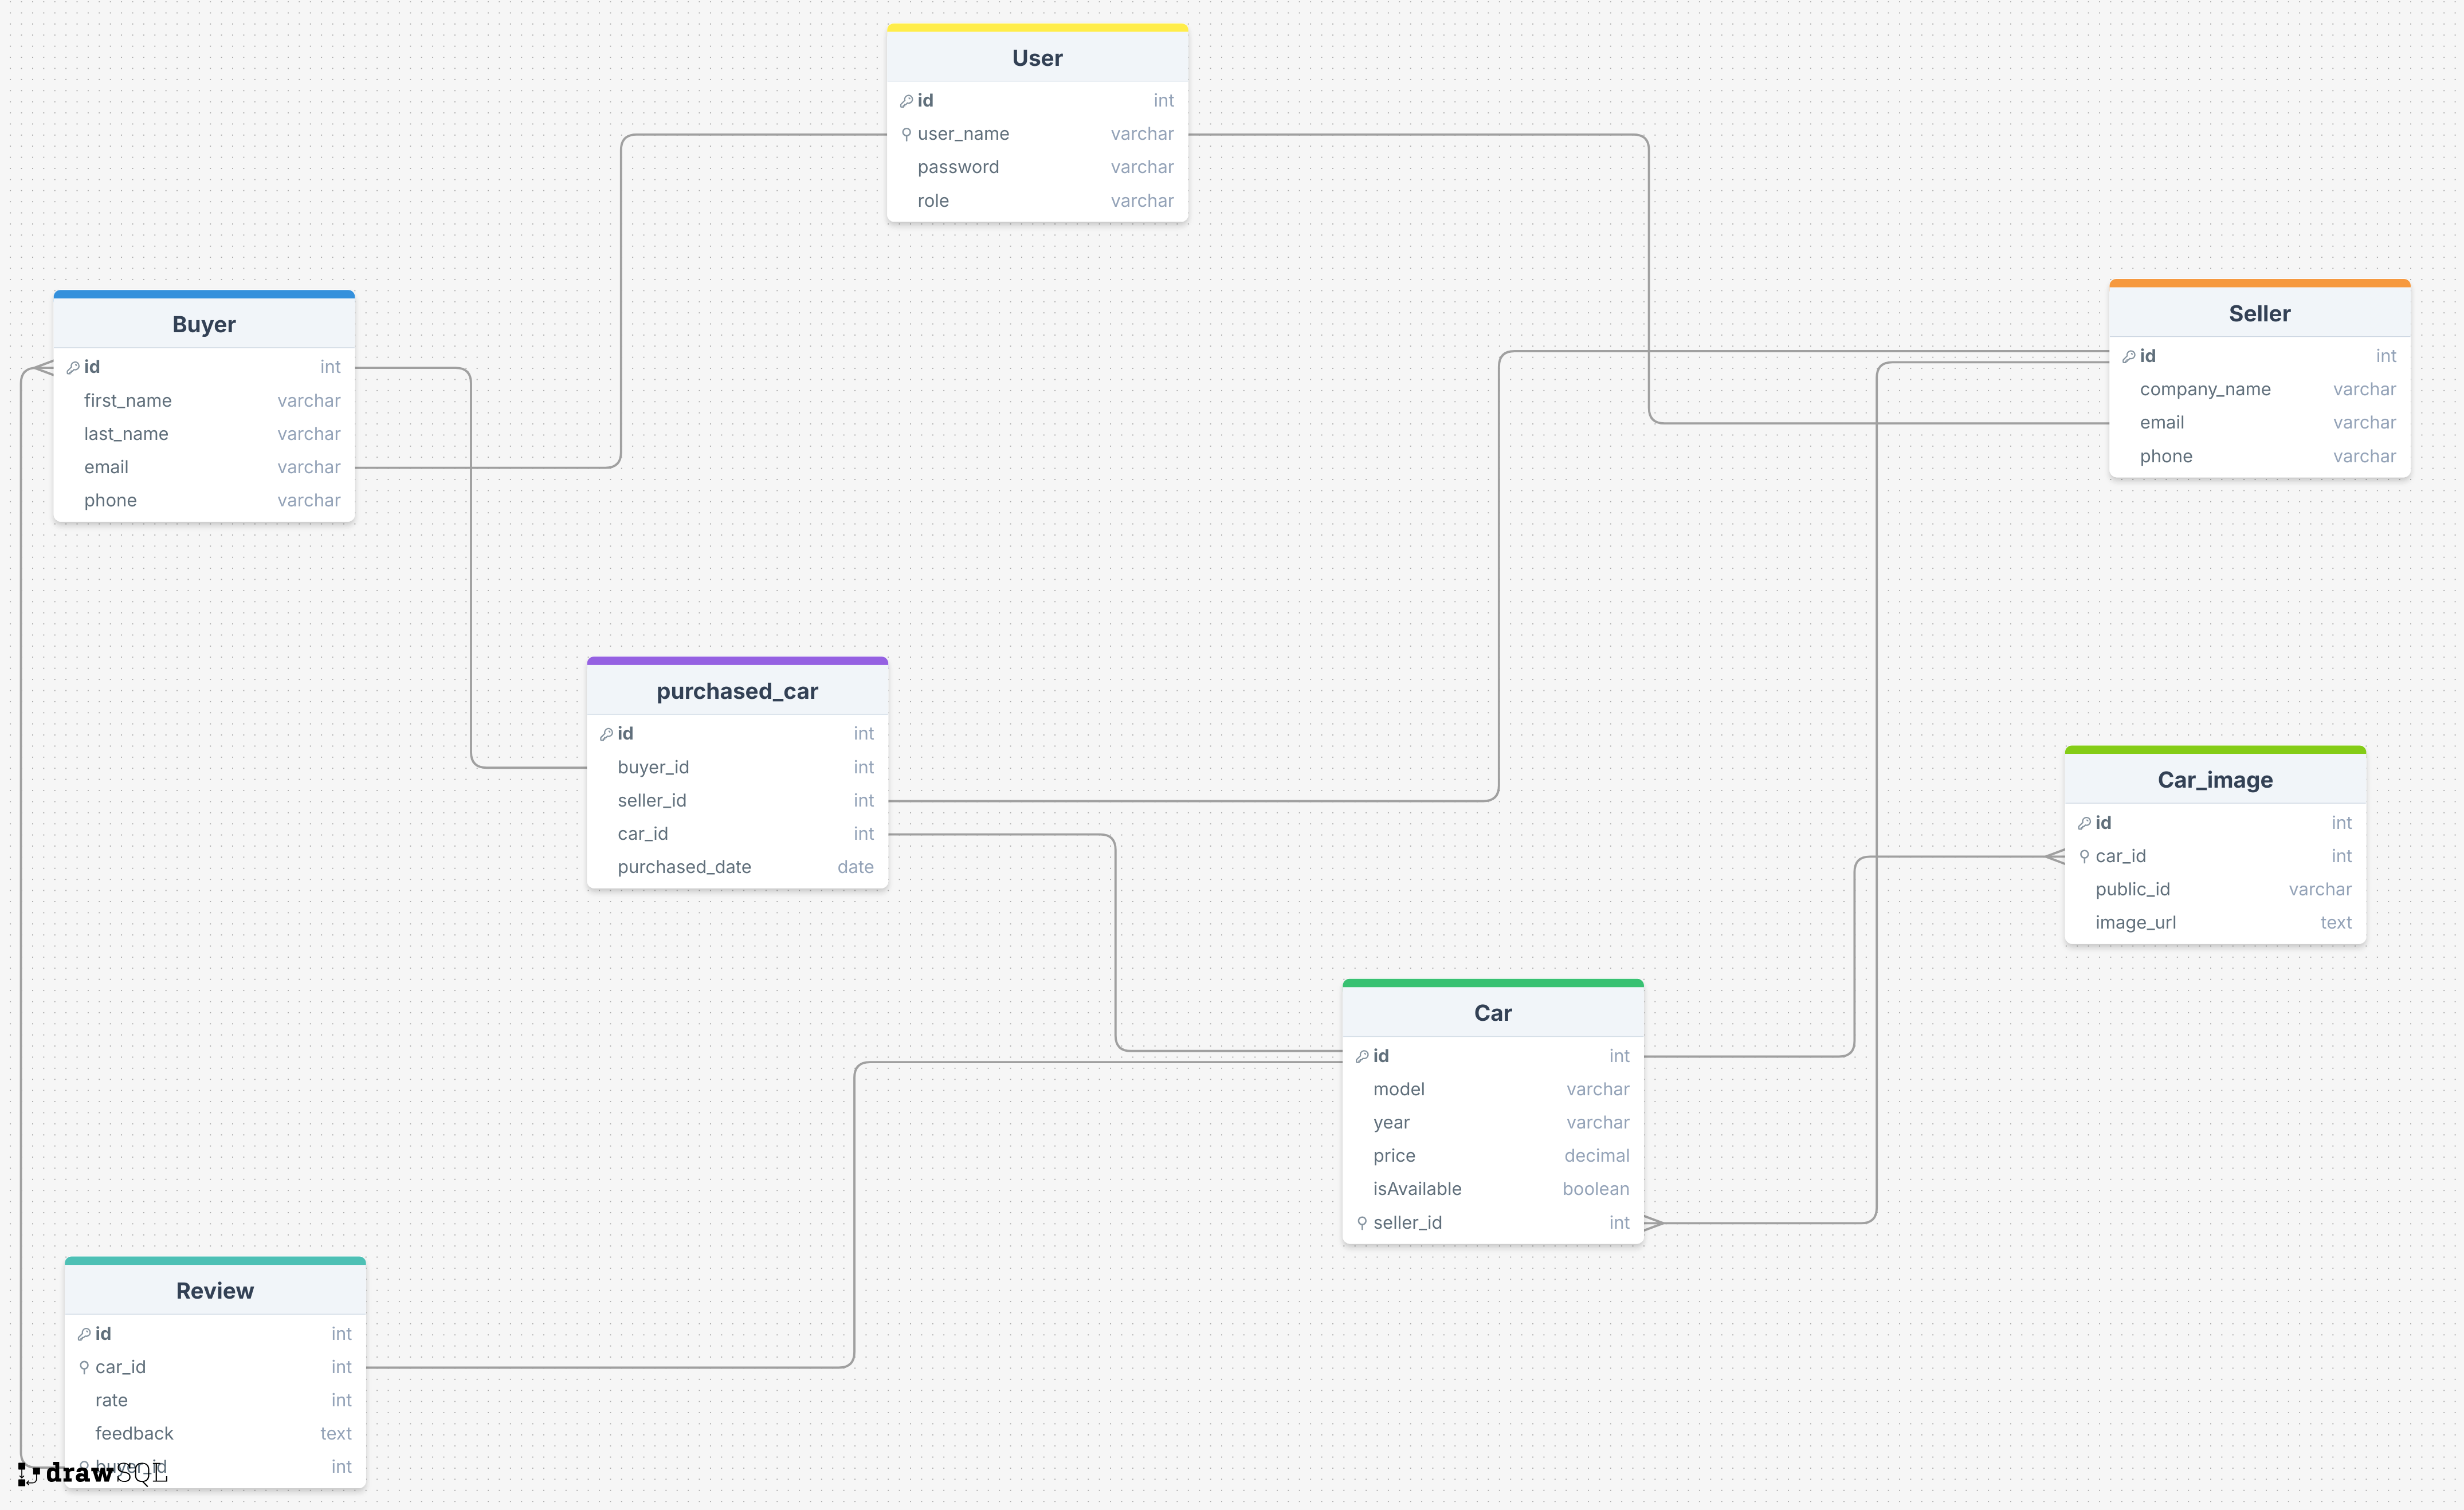 User
id int
user_name varchar
password varchar
role varchar
Buyer
id int
first_name varchar
last_name varchar
email varchar
phone varchar
Seller
id int
company_name varchar
email varchar
phone varchar
purchased_car
id int
buyer_id int
seller_id int
car_id int
purchased_date date
Car_image
id int
car_id int
public_id varchar
image_url text
Car
id int
model varchar
year varchar
price decimal
isAvailable boolean
seller_id int
Review
id int
car_id int
rate int
feedback text
buyer_id int
drawSQL